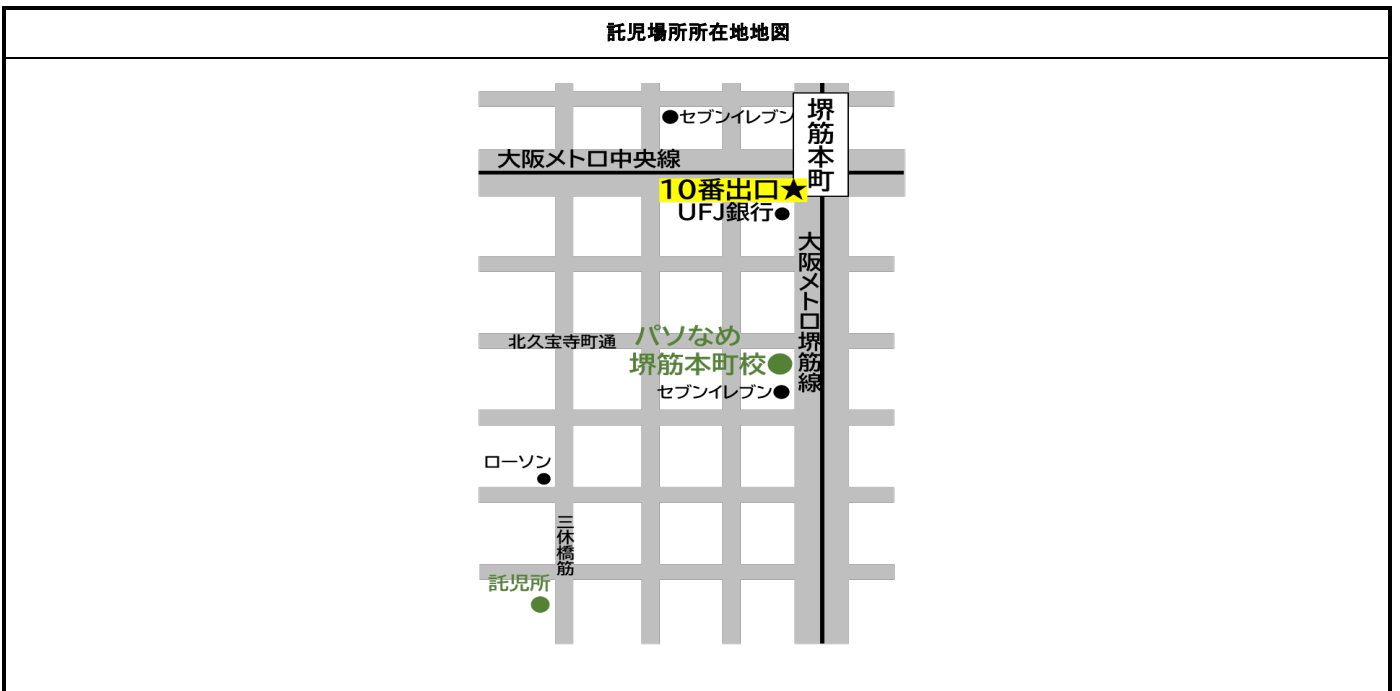 託児場所所在地地図
●セブンイレブン
堺筋本町
大阪メトロ中央線
10番出口★
UFJ銀行●
大阪メトロ堺筋線
北久宝寺町通
パソなめ
堺筋本町校●
セブンイレブン●
ローソン
三休橋筋
託児所